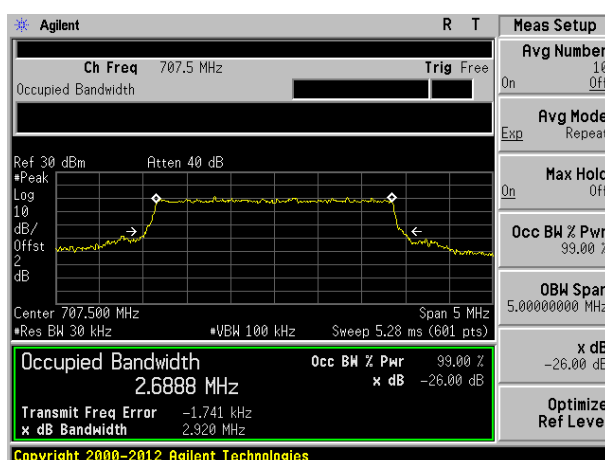 Agilent R T
Ch Freq 707.5 MHz Trig Free
Occupied Bandwidth
Ref 30 dBm Atten 40 dB
#Peak
Log
10
dB/
Offst
2
dB
Center 707.500 MHz Span 5 MHz
#Res BW 30 kHz #VBW 100 kHz Sweep 5.28 ms (601 pts)
Occupied Bandwidth Occ BW % Pwr 99.00 %
2.6888 MHz x dB -26.00 dB
Transmit Freq Error -1.741 kHz
x dB Bandwidth 2.920 MHz
Copyright 2000-2012 Agilent Technologies
Meas Setup
Avg Number
10
On Off
Avg Mode
Exp Repeat
Max Hold
On Off
Occ BW % Pwr
99.00 %
OBW Span
5.00000000 MHz
x dB
-26.00 dB
Optimize
Ref Level